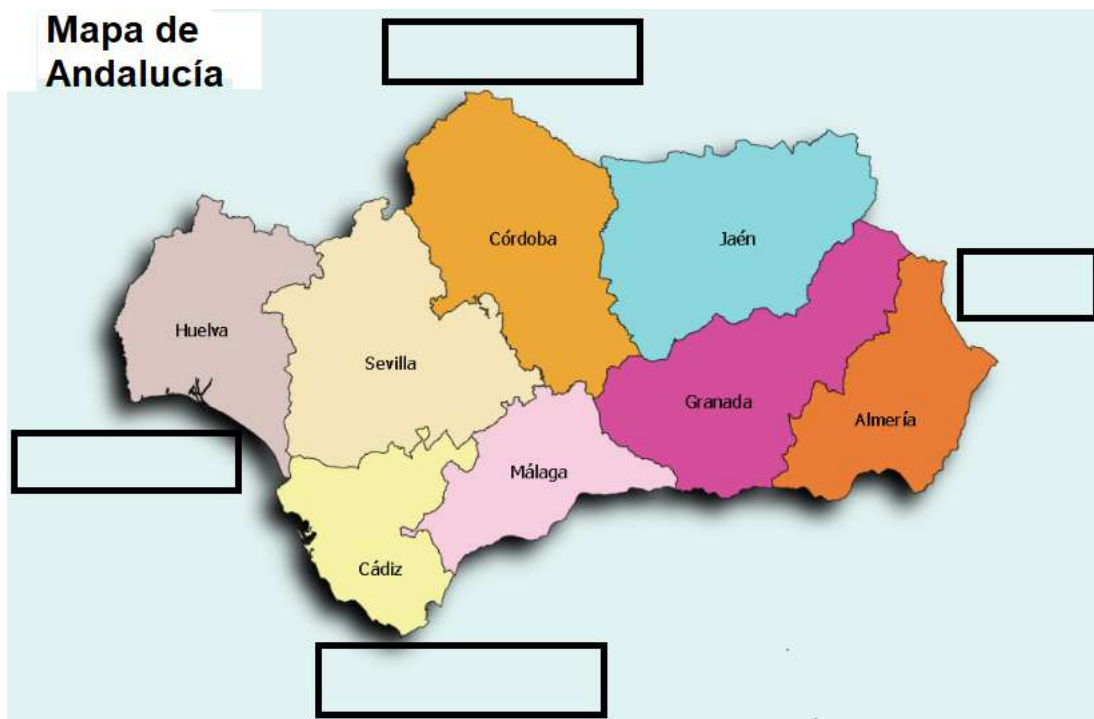 Mapa de
Andalucía
Córdoba
Jaén
Huelva
Sevilla
Granada
Almería
Málaga
Cádiz